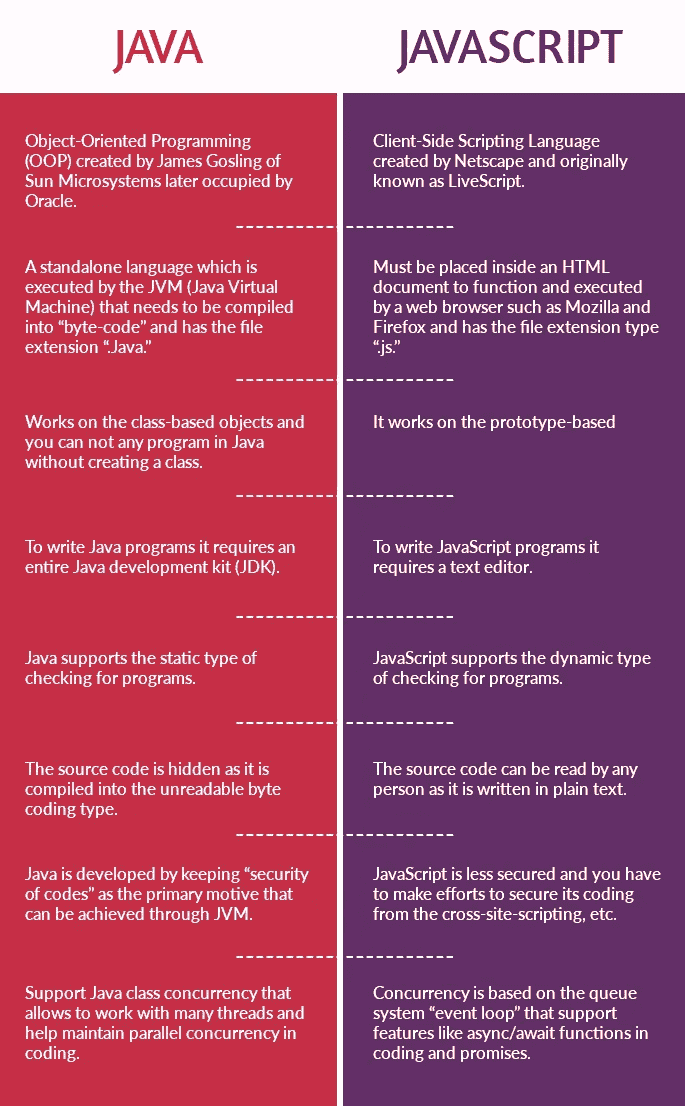 JAVA
JAVASCRIPT
Object-Oriented Programming
(OOP) created by James Gosling of
Sun Microsystems later occupied by
Oracle.
Client-Side Scripting Language
created by Netscape and originally
known as LiveScript.
A standalone language which is
executed by the JVM (Java Virtual
Machine) that needs to be compiled
into “byte-code” and has the file
extension “.Java.”
Must be placed inside an HTML
document to function and executed
by a web browser such as Mozilla and
Firefox and has the file extension type
“.js.”
Works on the class-based objects and
you can not any program in Java
without creating a class.
It works on the prototype-based
To write Java programs it requires an
entire Java development kit (JDK).
To write JavaScript programs it
requires a text editor.
Java supports the static type of
checking for programs.
JavaScript supports the dynamic type
of checking for programs.
The source code is hidden as it is
compiled into the unreadable byte
coding type.
The source code can be read by any
person as it is written in plain text.
Java is developed by keeping “security
of codes” as the primary motive that
can be achieved through JVM.
JavaScript is less secured and you have
to make efforts to secure its coding
from the cross-site-scripting, etc.
Support Java class concurrency that
allows to work with many threads and
help maintain parallel concurrency in
coding.
Concurrency is based on the queue
system “event loop” that support
features like async/await functions in
coding and promises.